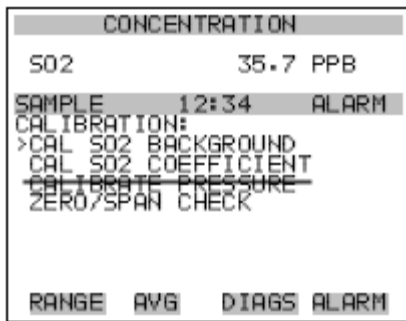 CONCENTRATION
SO2 35.7 PPB
SAMPLE 12:34 ALARM
CALIBRATION:
>CAL SO2 BACKGROUND
CAL SO2 COEFFICIENT
CALIBRATE PRESSURE
ZERO/SPAN CHECK
RANGE AVG DIAGS ALARM